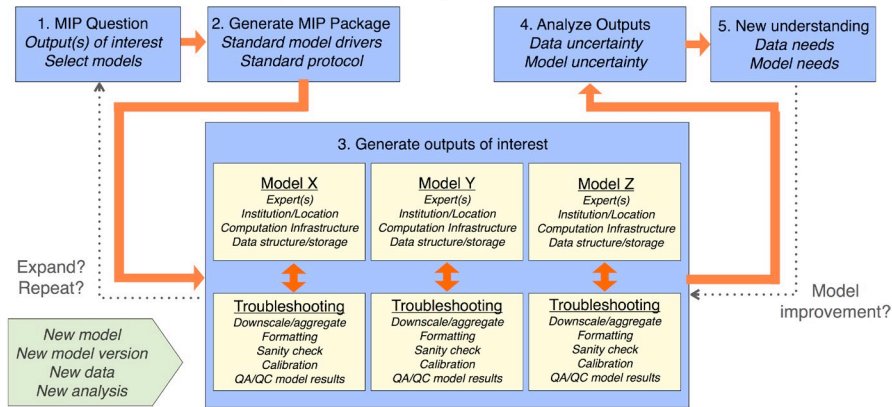 1. MIP Question
Output(s) of interest
Select models
2. Generate MIP Package
Standard model drivers
Standard protocol
4. Analyze Outputs
Data uncertainty
Model uncertainty
5. New understanding
Data needs
Model needs
3. Generate outputs of interest
Model X
Expert(s)
Institution/Location
Computation Infrastructure
Data structure/storage
Model Y
Expert(s)
Institution/Location
Computation Infrastructure
Data structure/storage
Model Z
Expert(s)
Institution/Location
Computation Infrastructure
Data structure/storage
Expand?
Repeat?
Troubleshooting
Downscale/aggregate
Formatting
Sanity check
Calibration
QA/QC model results
Troubleshooting
Downscale/aggregate
Formatting
Sanity check
Calibration
QA/QC model results
Troubleshooting
Downscale/aggregate
Formatting
Sanity check
Calibration
QA/QC model results
Model
improvement?
New model
New model version
New data
New analysis